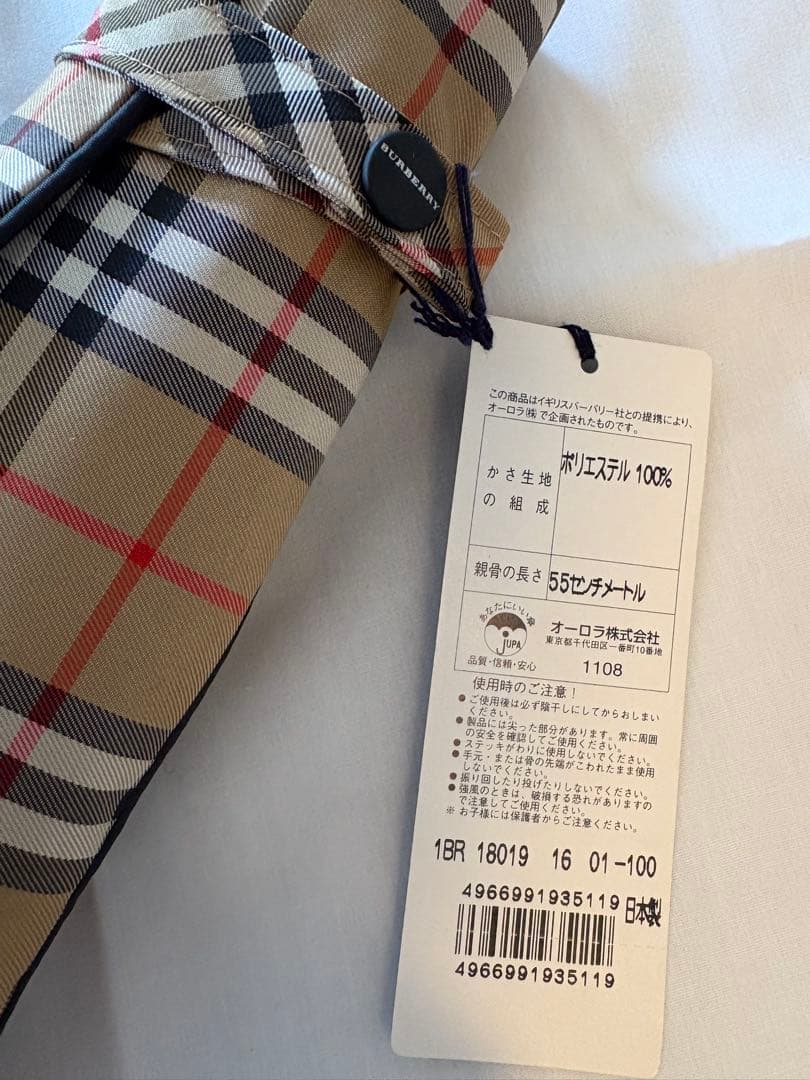 BURBERRY
この商品はイギリスバーバリー社との提携により、
オーロラ㈱で企画されたものです。
かさ生地
の組成
ポリエステル 100%
親骨の長さ
55センチメートル
あなたにいい傘
JUPA
品質・信頼・安心
オーロラ株式会社
東京都千代田区一番町10番地
1108
使用時のご注意!
● ご使用後は必ず陰干しにしてからおしまい
ください。
● 製品には尖った部分があります。常に周囲
の安全を確認してご使用ください。
● ステッキがわりに使用しないでください。
● 手元・または骨の先端がこわれたまま使用
しないでください。
● 振り回したり投げたりしないでください。
● 強風のときは、破損する恐れがありますの
で注意してご使用ください。
※ お子様には保護者からご注意ください。
1BR 18019 16 01-100
4966991935119
日本製
4966991935119